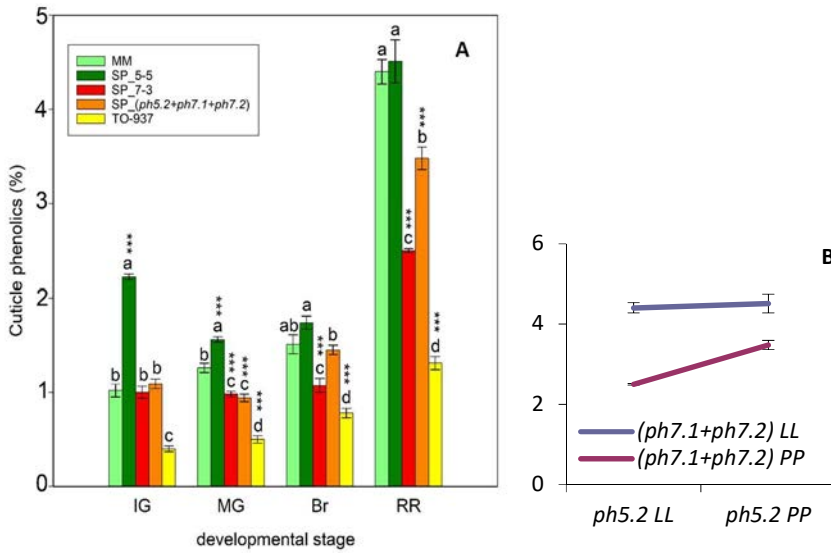 5
4
3
2
1
0
Cuticle phenolics (%)
MM
SP_5-5
SP_7-3
SP_(ph5.2+ph7.1+ph7.2)
TO-937
A
b
a ***
b
b
c
b
a ***
c ***
c ***
d ***
ab
a
c ***
b
d ***
a
a
c ***
b ***
d ***
IG MG Br RR
developmental stage
6
4
2
0
B
(ph7.1+ph7.2) LL
(ph7.1+ph7.2) PP
ph5.2 LL ph5.2 PP